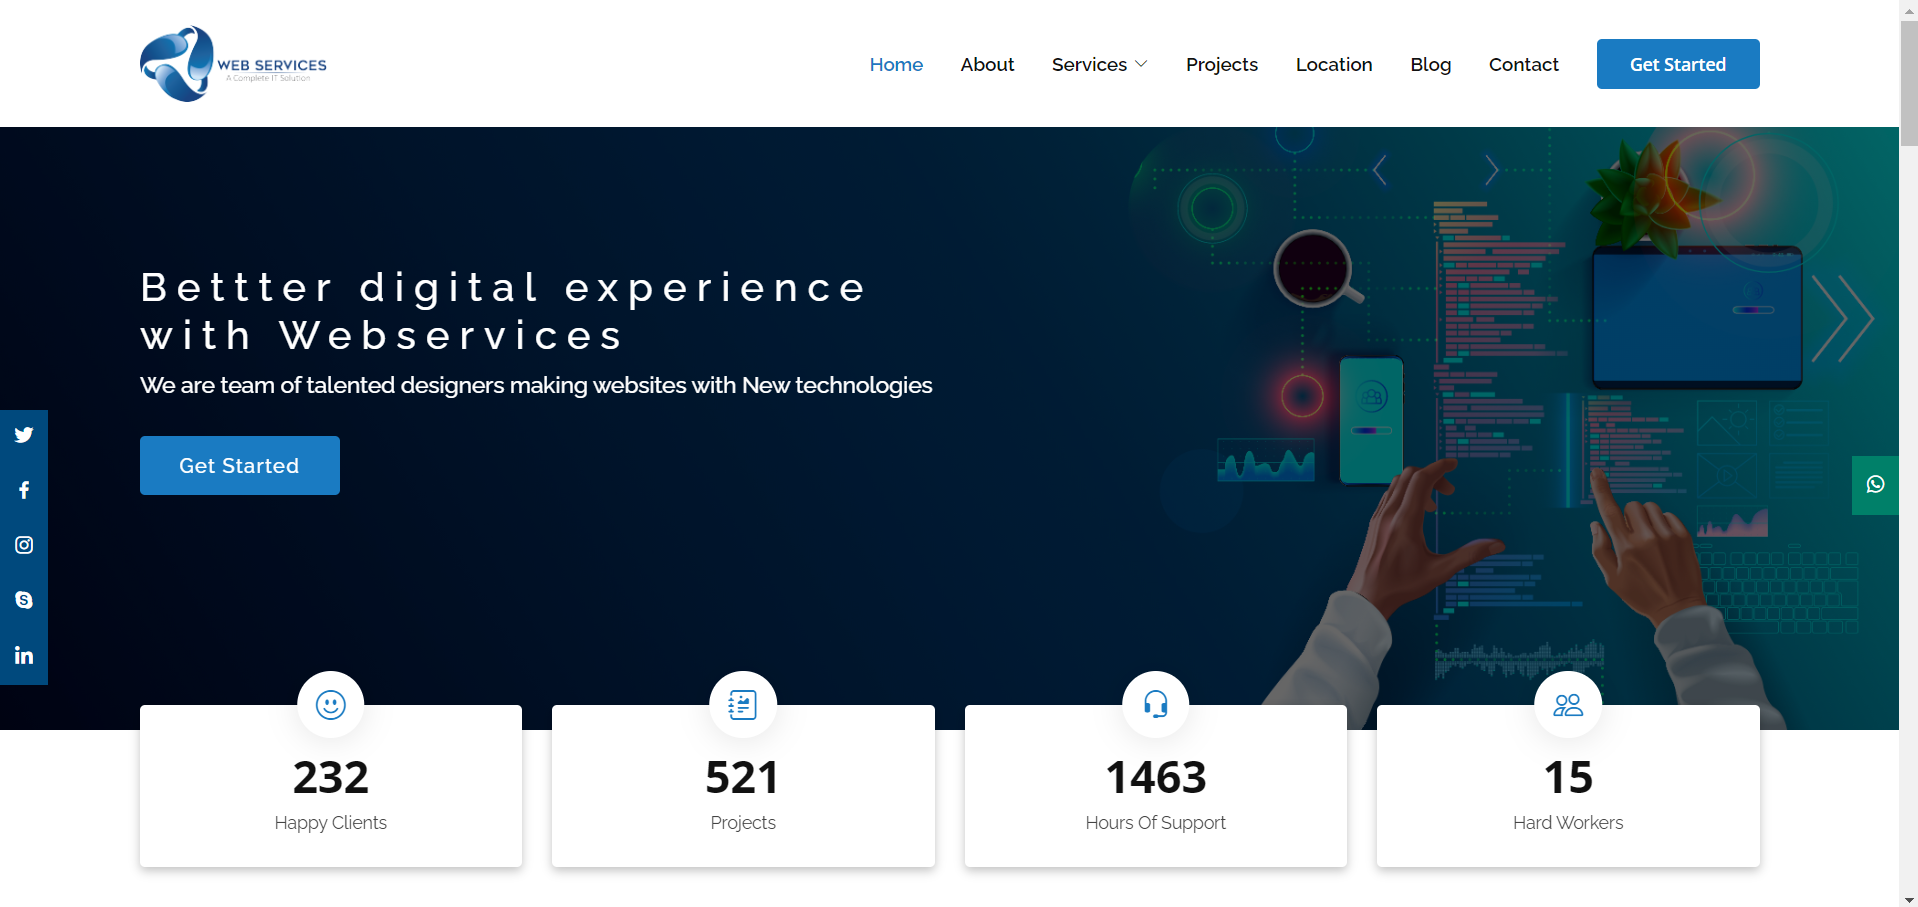 WEB SERVICES
A Complete IT Solution
Home
About
Services
Projects
Location
Blog
Contact
Get Started
Bettter digital experience
with Webservices
We are team of talented designers making websites with New technologies
Get Started
232
Happy Clients
521
Projects
1463
Hours Of Support
15
Hard Workers